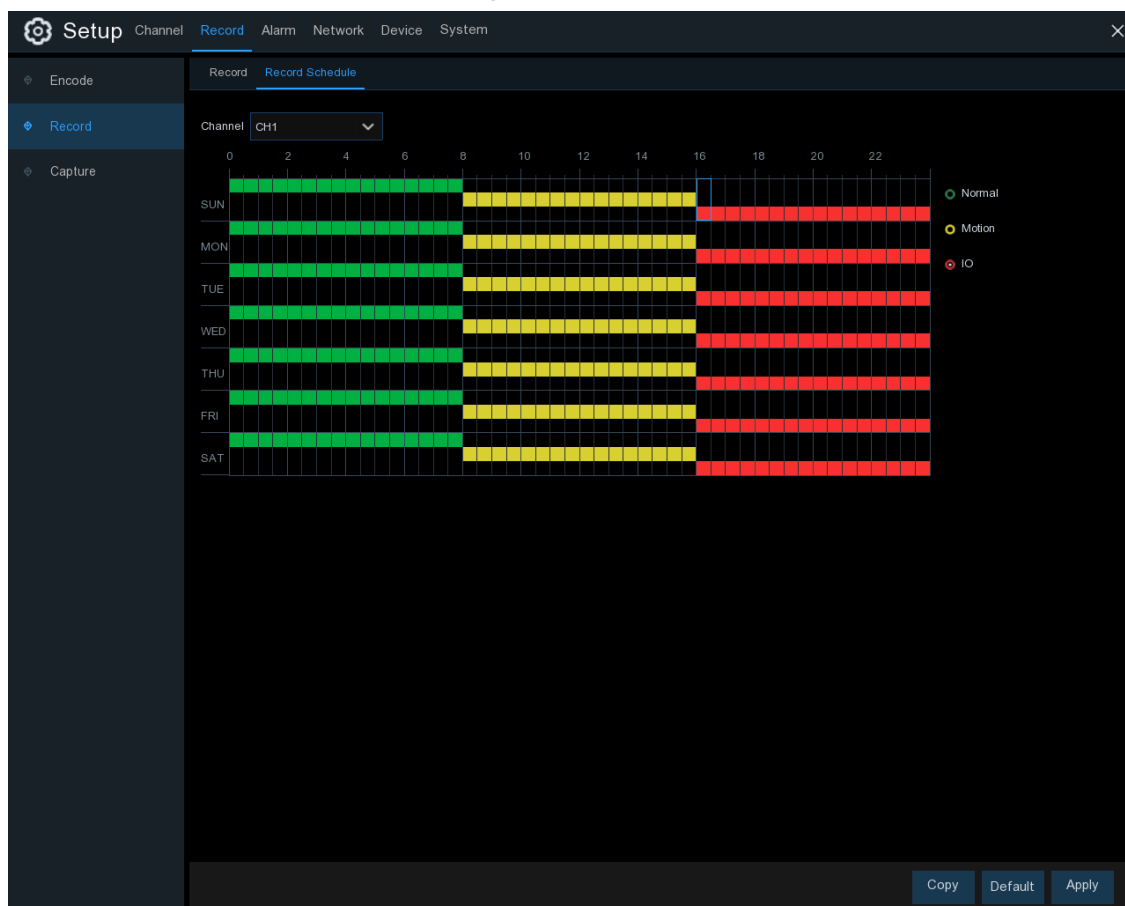 Setup Channel Record Alarm Network Device System
Encode
Record
Capture
Record Record Schedule
Channel CH1
0 2 4 6 8 10 12 14 16 18 20 22
SUN
MON
TUE
WED
THU
FRI
SAT
Normal
Motion
IO
Copy Default Apply